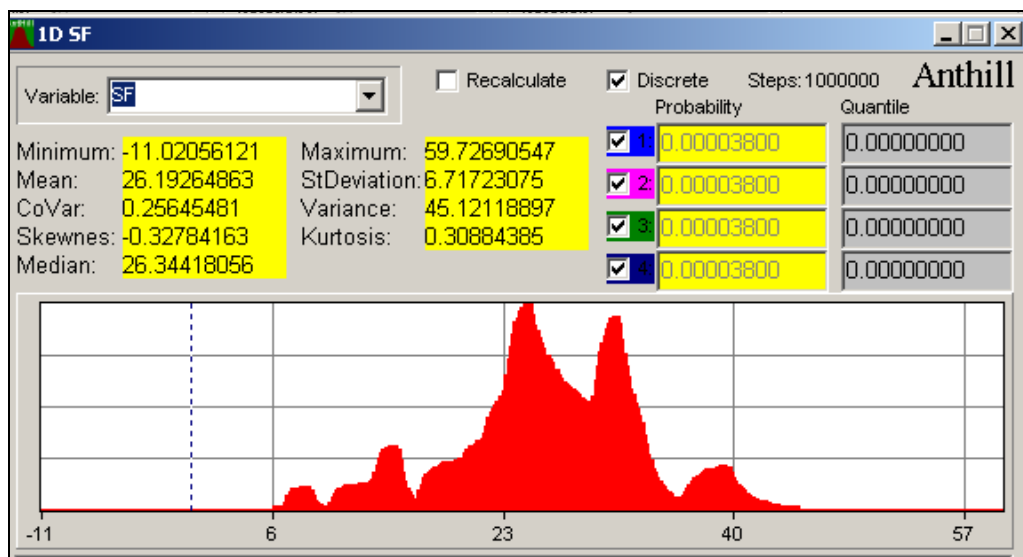 1D SF
Variable: SF
Recalculate
Discrete Steps: 1000000 Anthill
Probability Quantile
Minimum: -11.02056121 Maximum: 59.72690547 1: 0.00003800 0.00000000
Mean: 26.19264863 StDeviation: 6.71723075 2: 0.00003800 0.00000000
CoVar: 0.25645481 Variance: 45.12118897 3: 0.00003800 0.00000000
Skewnes: -0.32784163 Kurtosis: 0.30884385
Median: 26.34418056 4: 0.00003800 0.00000000
-11 6 23 40 57